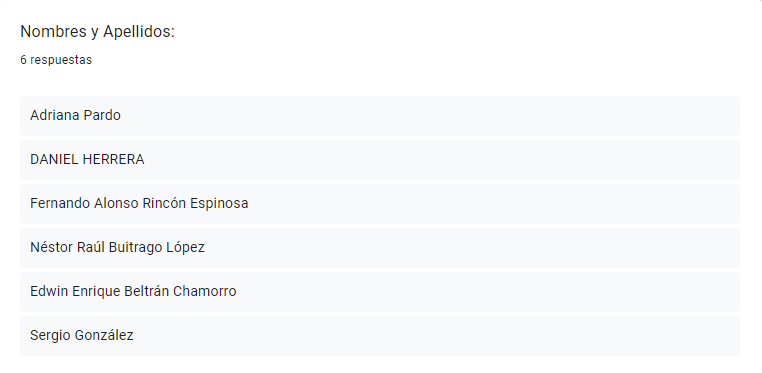 Nombres y Apellidos:
6 respuestas
Adriana Pardo
DANIEL HERRERA
Fernando Alonso Rincón Espinosa
Néstor Raúl Buitrago López
Edwin Enrique Beltrán Chamorro
Sergio González